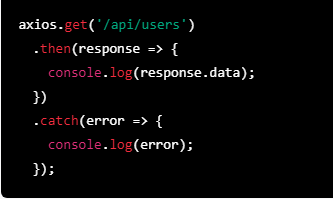 axios.get('/api/users')
  .then(response => {
    console.log(response.data);
  })
  .catch(error => {
    console.log(error);
  });